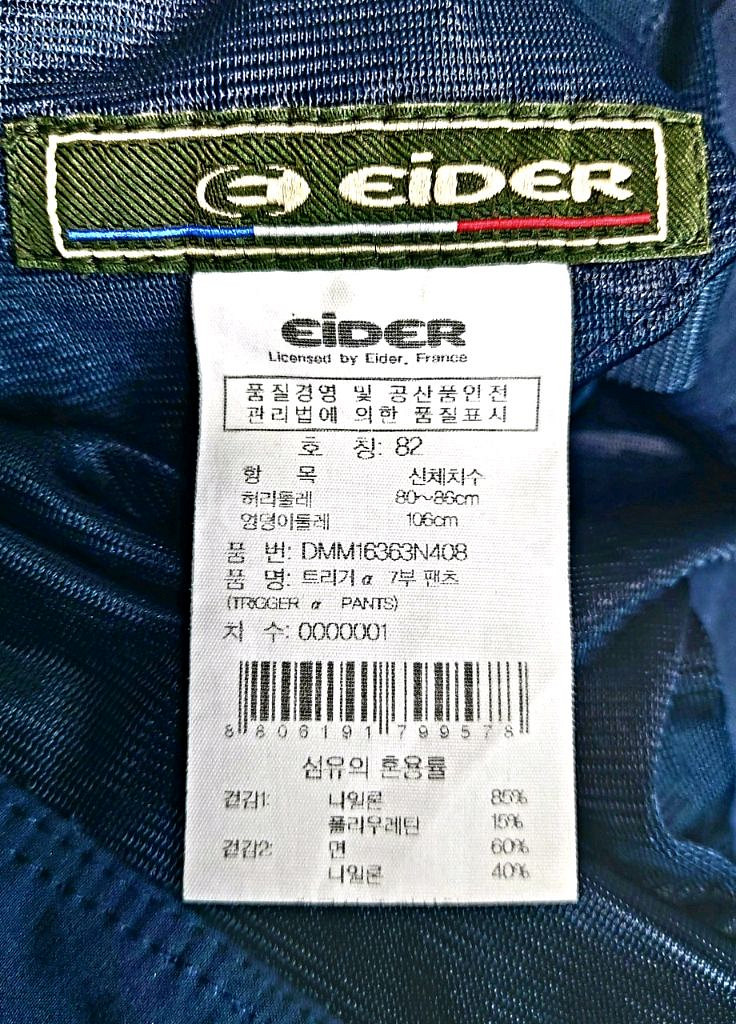 EiDER
EiDER
Licensed by Eider, France
품질경영 및 공산품인전
관리법에 의한 품질표시
호 칭: 82
항 목 신체치수
허리둘레 80~86cm
엉덩이둘레 106cm
품 번: DMM16363N408
품 명: 트리거 α 7부 팬츠
(TRIGGER α PANTS)
치 수: 0000001
8 806191 799578
섬유의 혼용률
겉감1: 나일론 85%
폴리우레탄 15%
겉감2: 면 60%
나일론 40%